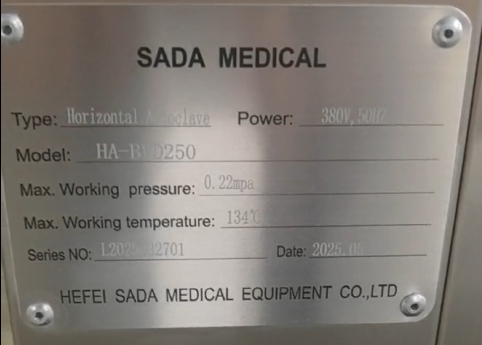 SADA MEDICAL
Type: Horizontal Power: 380V, 50HZ
Model:
Max. Working pressure: 0.22mpa
Max. Working temperature: 134℃
Series NO:
Date:
HEFEI SADA MEDICAL EQUIPMENT CO.,LTD